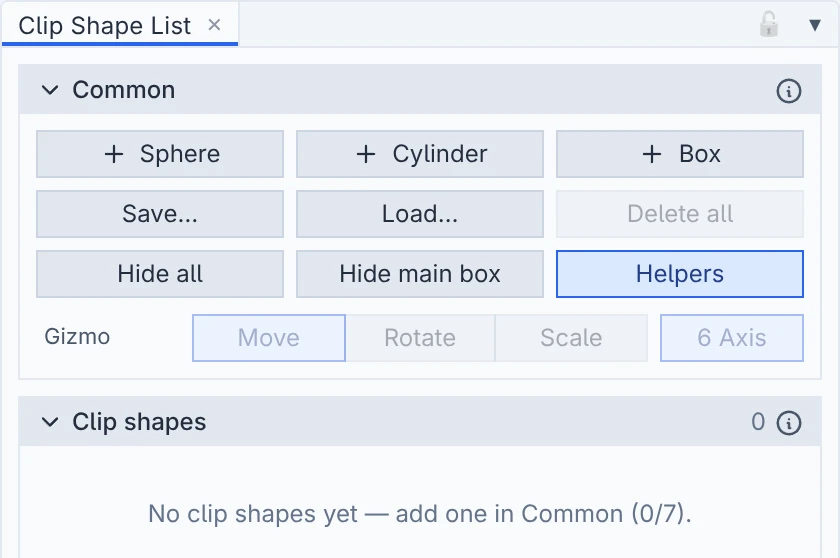 Clip Shape List ×
Common
+ Sphere
+ Cylinder
+ Box
Save...
Load...
Delete all
Hide all
Hide main box
Helpers
Gizmo
Move
Rotate
Scale
6 Axis
Clip shapes
0
No clip shapes yet — add one in Common (0/7).